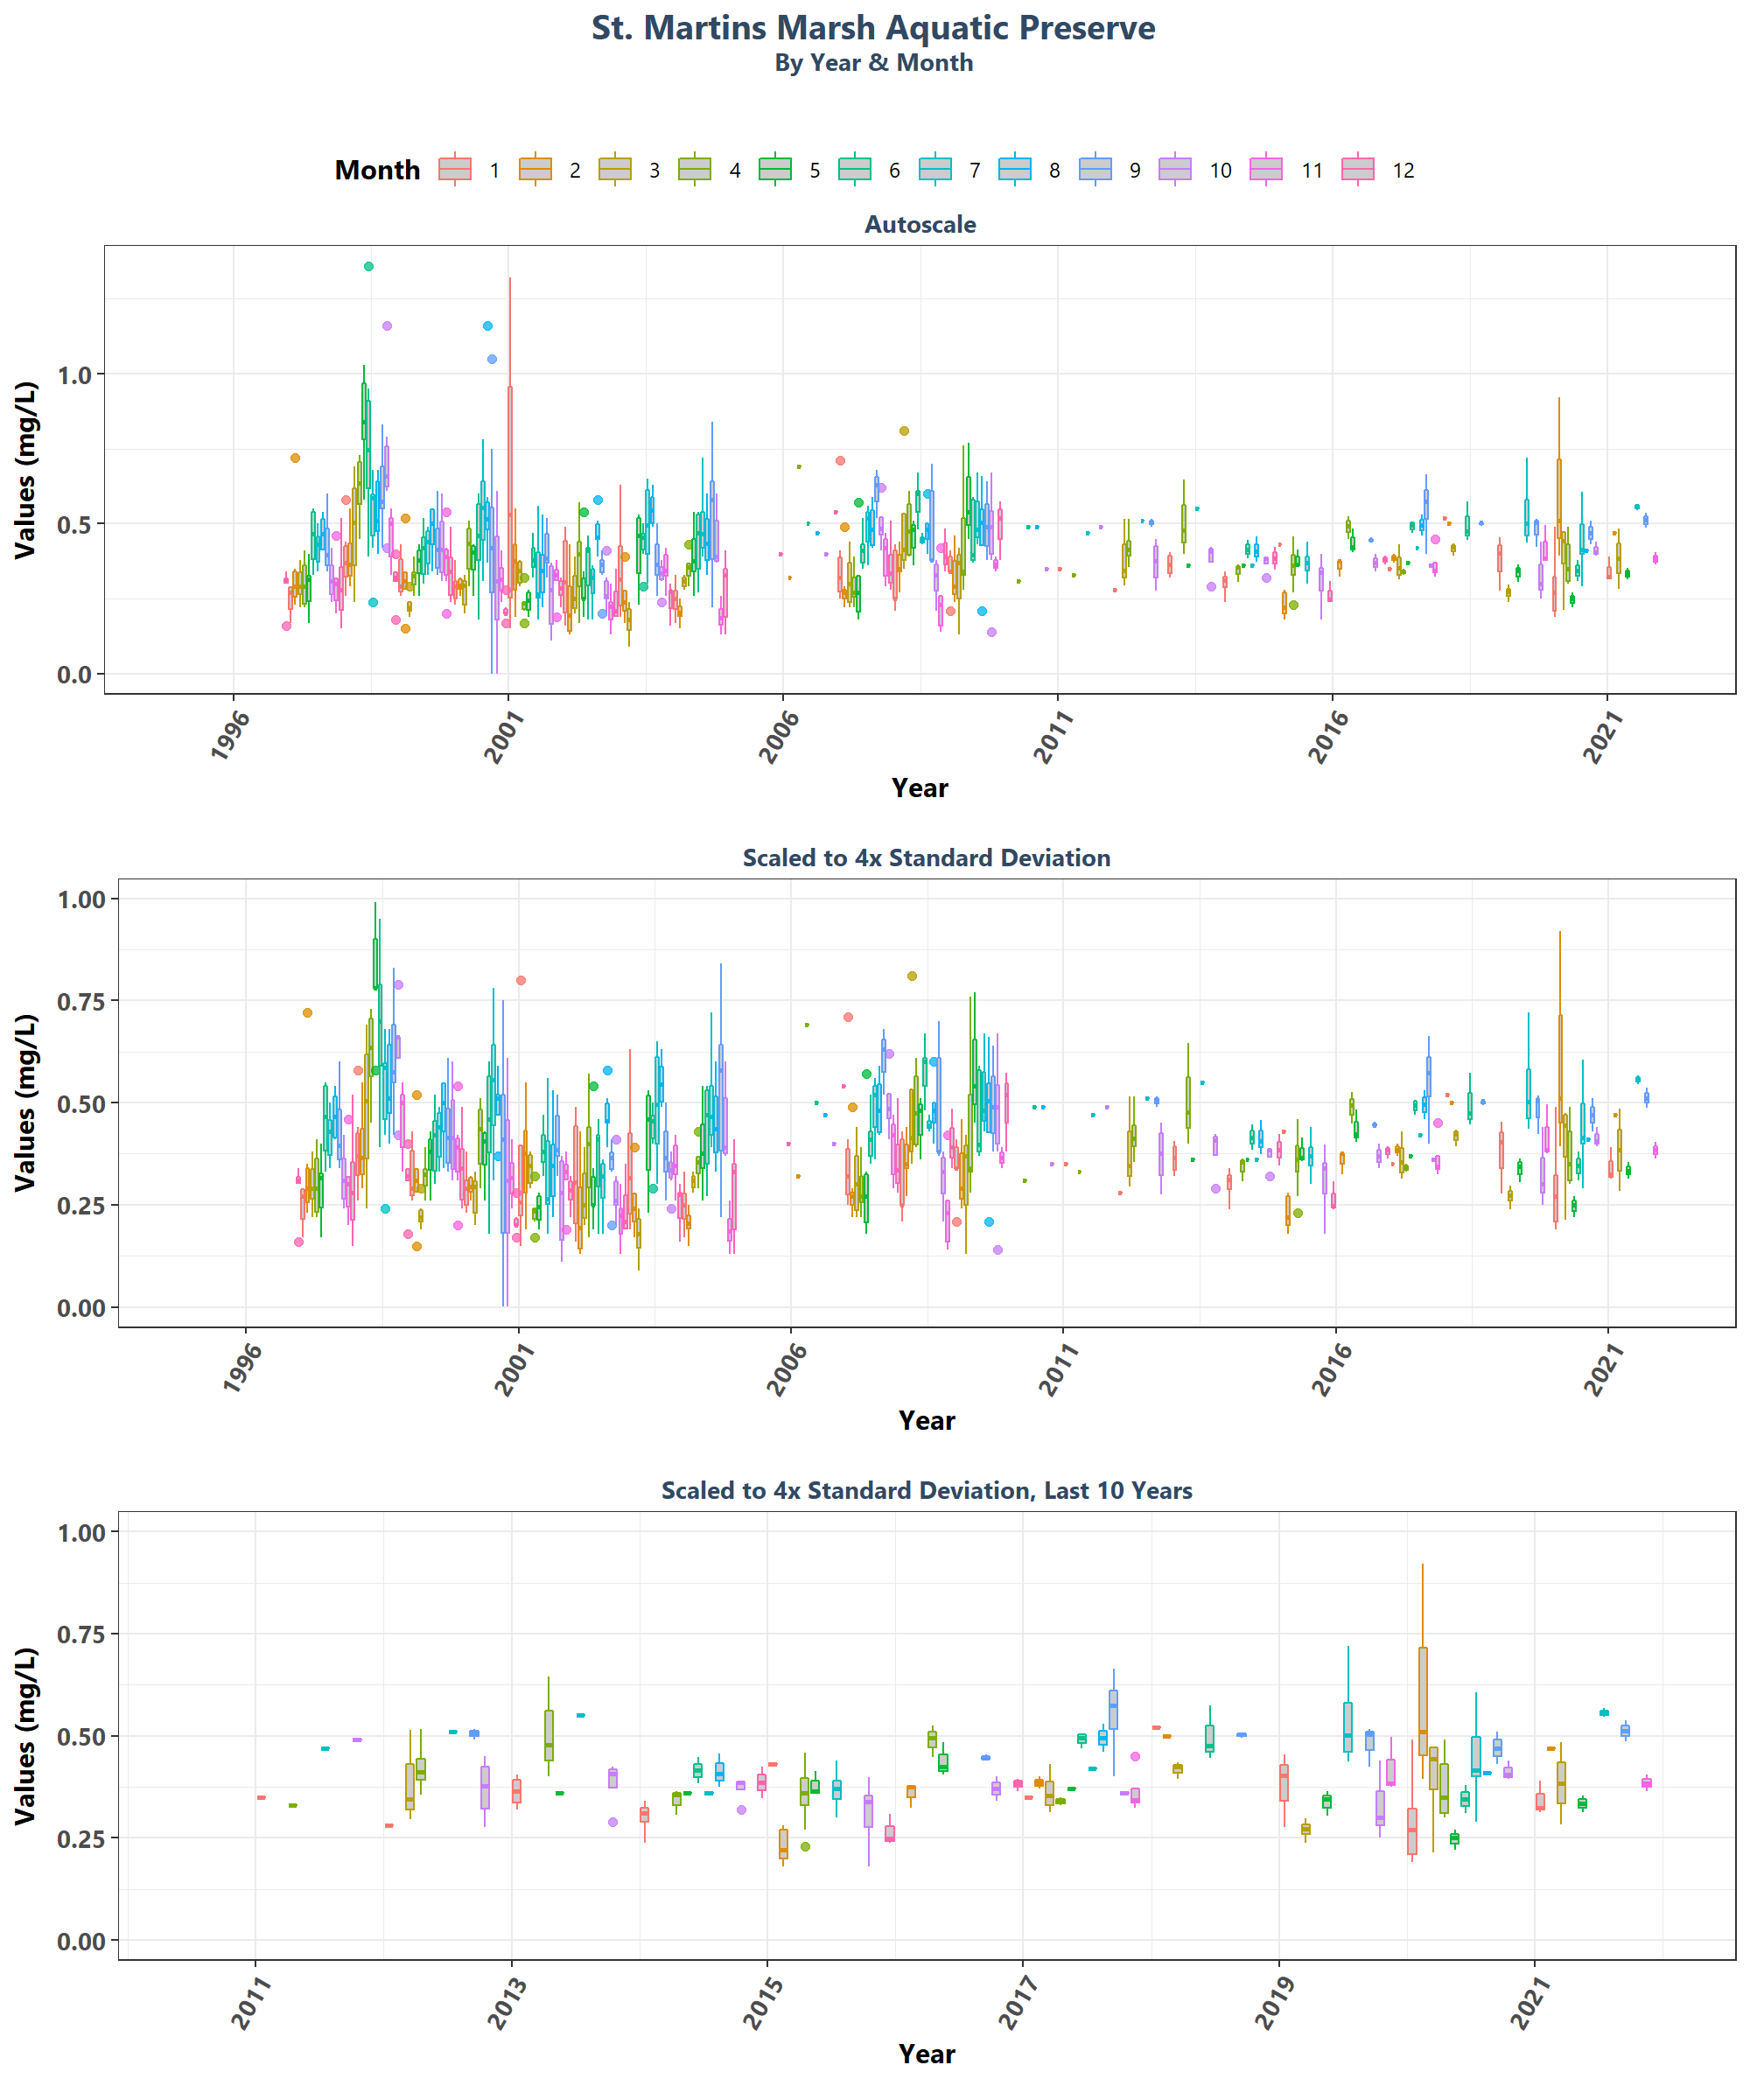 St. Martins Marsh Aquatic Preserve
By Year & Month
Month 1 2 3 4 5 6 7 8 9 10 11 12
Autoscale
Values (mg/L)
1.0
0.5
0.0
1996 2001 2006 2011 2016 2021
Year
Scaled to 4x Standard Deviation
Values (mg/L)
1.00
0.75
0.50
0.25
0.00
1996 2001 2006 2011 2016 2021
Year
Scaled to 4x Standard Deviation, Last 10 Years
Values (mg/L)
1.00
0.75
0.50
0.25
0.00
2011 2013 2015 2017 2019 2021
Year